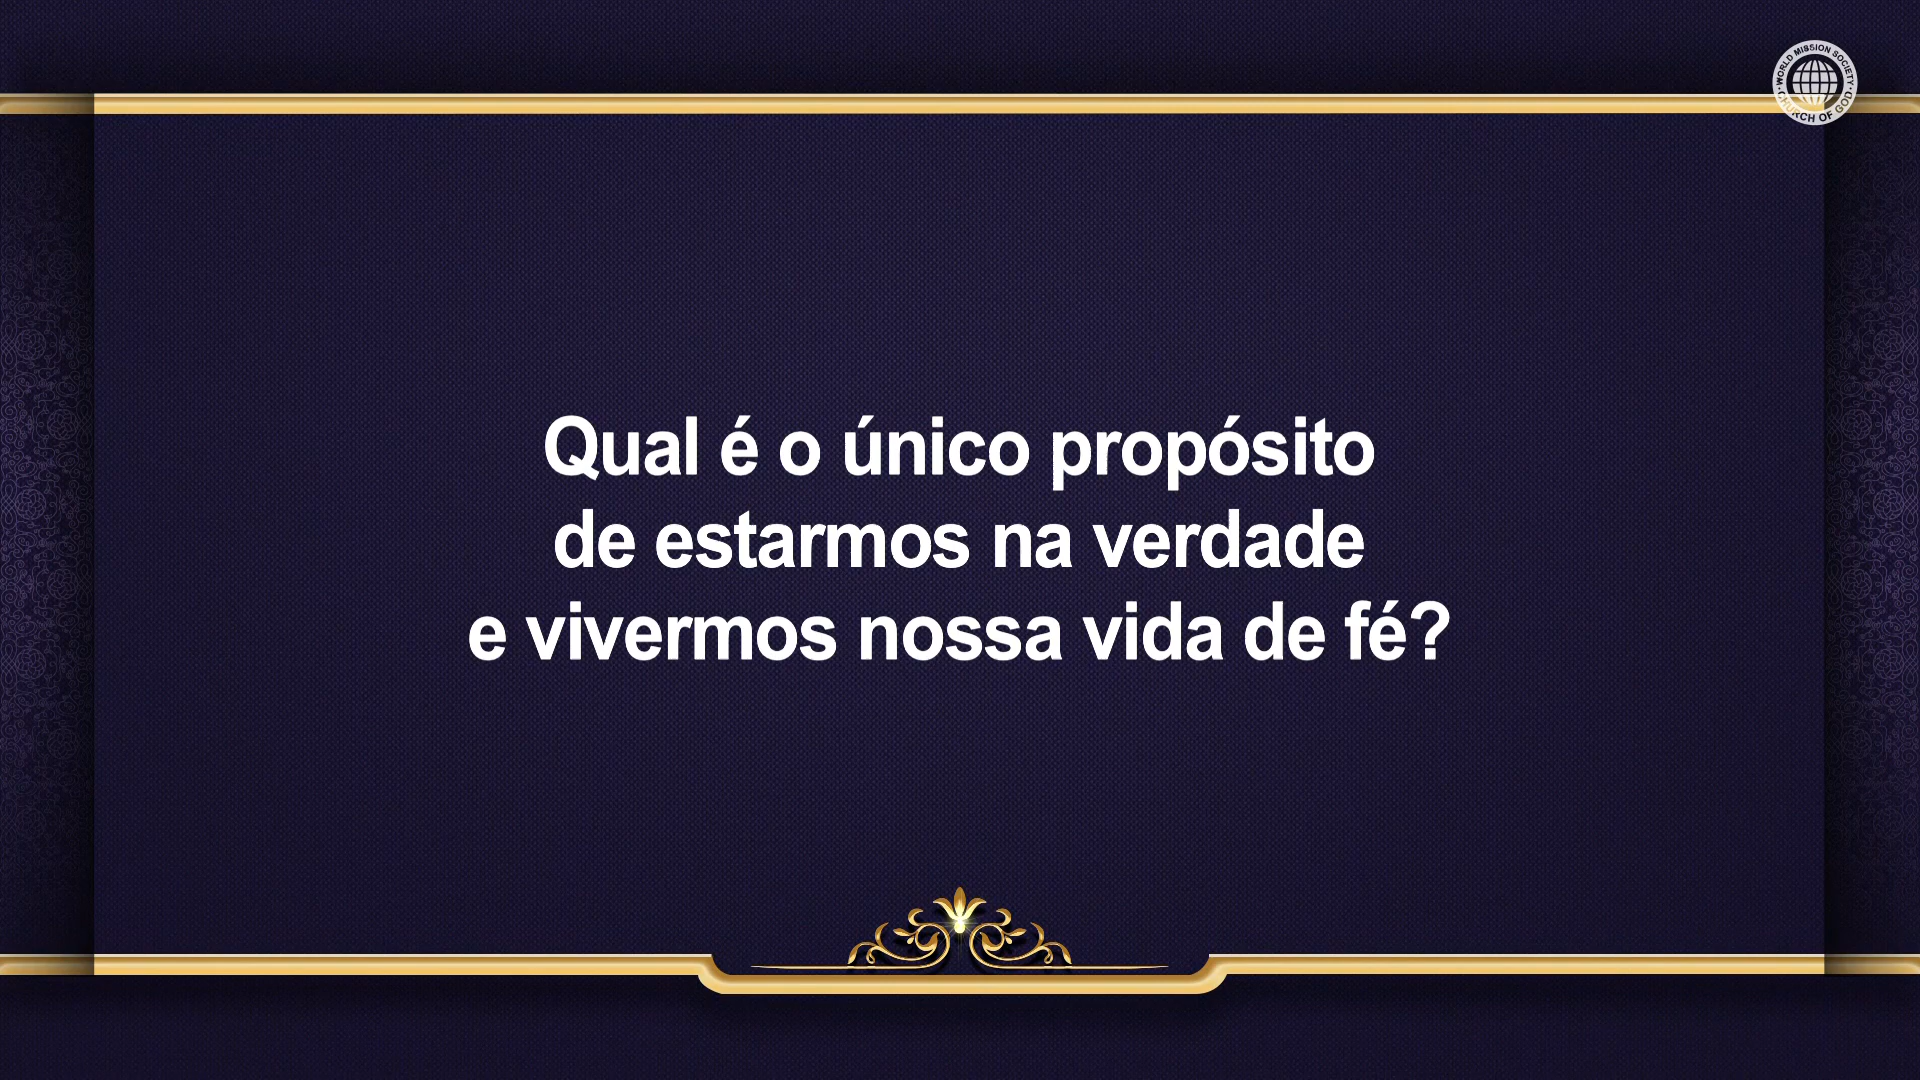 WORLD MISSION SOCIETY
CHURCH OF GOD
Qual é o único propósito
de estarmos na verdade
e vivermos nossa vida de fé?